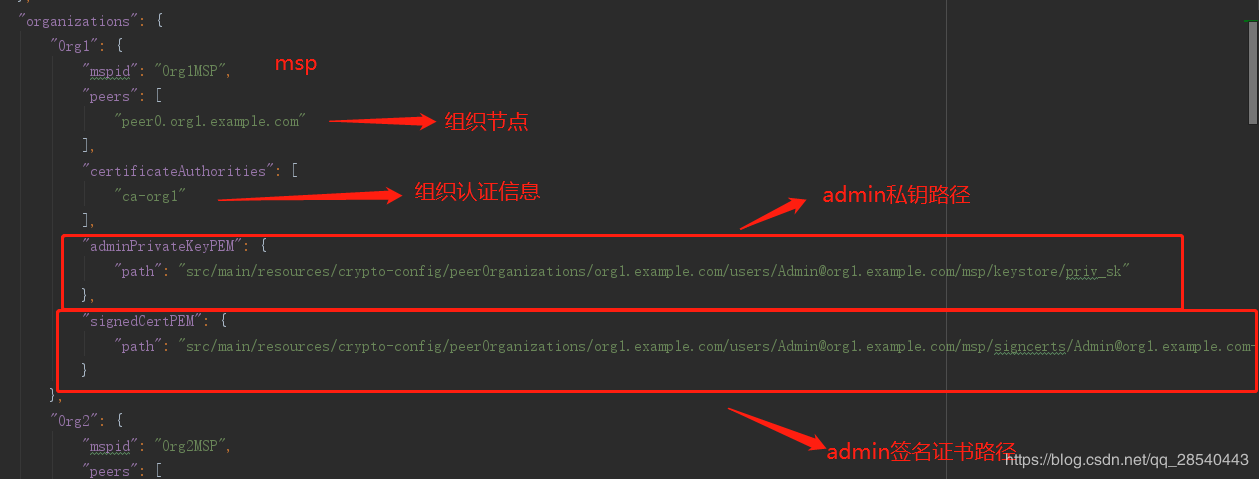 "organizations": {
"Org1": {
"mspid": "Org1MSP",
msp
"peers": [
"peer0.org1.example.com"
组织节点
],
"certificateAuthorities": [
"ca-org1"
组织认证信息
],
admin私钥路径
"adminPrivateKeyPEM": {
"path": "src/main/resources/crypto-config/peerOrganizations/org1.example.com/users/Admin@org1.example.com/msp/keystore/priv_sk"
},
"signedCertPEM": {
"path": "src/main/resources/crypto-config/peerOrganizations/org1.example.com/users/Admin@org1.example.com/msp/signcerts/Admin@org1.example.com-
}
},
"Org2": {
"mspid": "Org2MSP",
admin签名证书路径
"peers": [
https://blog.csdn.net/qq_28540443